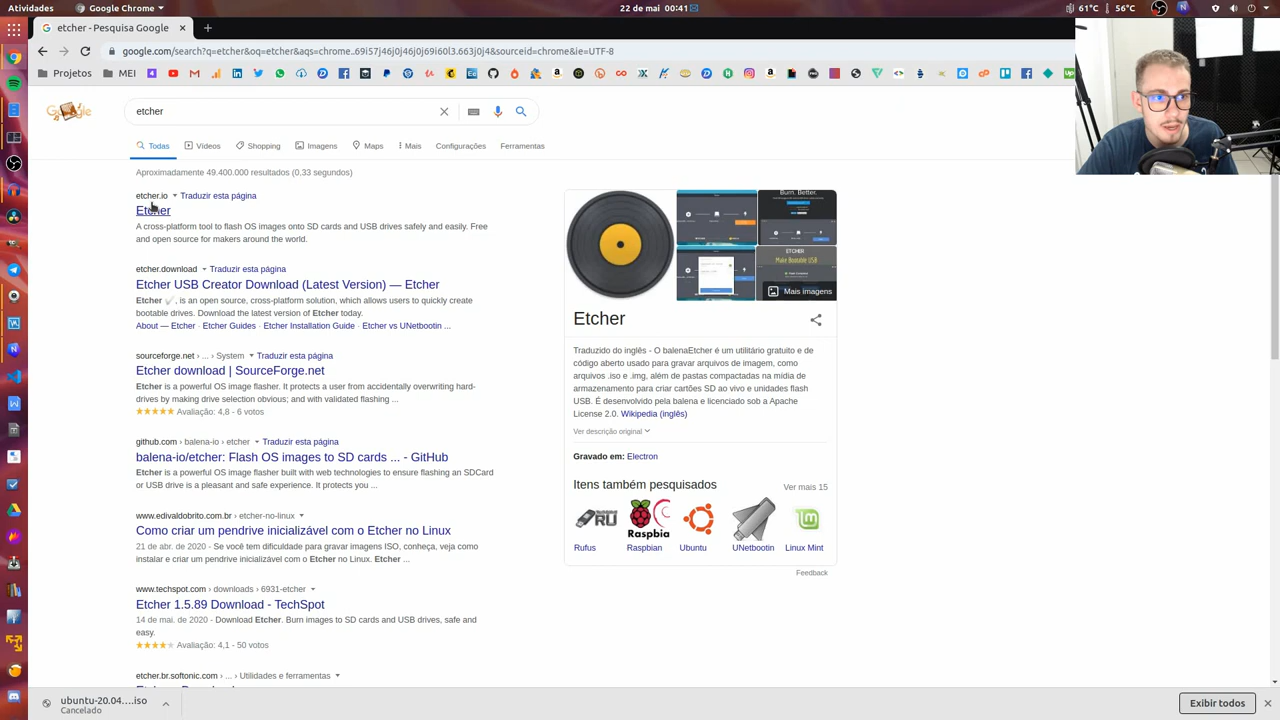 22 de inn 00:00
etcher - Pesquisa Google
google.com/search?q=etcher&oq=etcher&aqs=chrome..69i57j46j0j46j0j69i60l3.663j0j4&sourceid=chrome&ie=UTF-8
Projetos MEI
etcher
Todas Vídeos Shopping Imagens Maps Mais Configurações Ferramentas
Aproximadamente 49.400.000 resultados (0,33 segundos)
etcher.io Traduzir esta página
Etcher
A cross-platform tool to flash OS images onto SD cards and USB drives safely and easily. Free
and open source for makers around the world.
etcher.download Traduzir esta página
Etcher USB Creator Download (Latest Version) — Etcher
Etcher, is an open source, cross-platform solution, which allows users to quickly create
bootable drives. Download the latest version of Etcher today.
About — Etcher · Etcher Guides · Etcher Installation Guide · Etcher vs UNetbootin ...
sourceforge.net › ... › System Traduzir esta página
Etcher download | SourceForge.net
Etcher is a powerful OS image flasher. It protects a user from accidentally overwriting hard-
drives by making drive selection obvious; and with validated flashing ...
Avaliação: 4,8 - 6 votos
github.com › balena-io › etcher Traduzir esta página
balena-io/etcher: Flash OS images to SD cards ... - GitHub
Etcher is a powerful OS image flasher built with web technologies to ensure flashing an SDCard
or USB drive is a pleasant and safe experience. It protects you ...
www.edivaldobrito.com.br › etcher-no-linux
Como criar um pendrive inicializável com o Etcher no Linux
21 de abr. de 2020 - Se você tem dificuldade para gravar imagens ISO, conheça, veja como
instalar e criar um pendrive inicializável com o Etcher no Linux. Etcher ...
www.techspot.com › downloads › 6931-etcher
Etcher 1.5.89 Download - TechSpot
14 de mai. de 2020 - Download Etcher. Burn images to SD cards and USB drives, safe and
easy.
Avaliação: 4,1 - 50 votos
etcher.br.softonic.com › ... › Utilidades e ferramentas
Burn. Better.
ETCHER
Make Bootable USB
Mais imagens
Etcher
Traduzido do inglês - O balenaEtcher é um utilitário gratuito e de
código aberto usado para gravar arquivos de imagem, como
arquivos .iso e .img, além de pastas compactadas na mídia de
armazenamento para criar cartões SD ao vivo e unidades flash
USB. É desenvolvido pela balena e licenciado sob a Apache
License 2.0. Wikipedia (inglês)
Ver descrição original
Gravado em: Electron
Itens também pesquisados Ver mais 15
Rufus Raspbian Ubuntu UNetbootin Linux Mint
Feedback
ubuntu-20.04....iso
Cancelado
Exibir todos